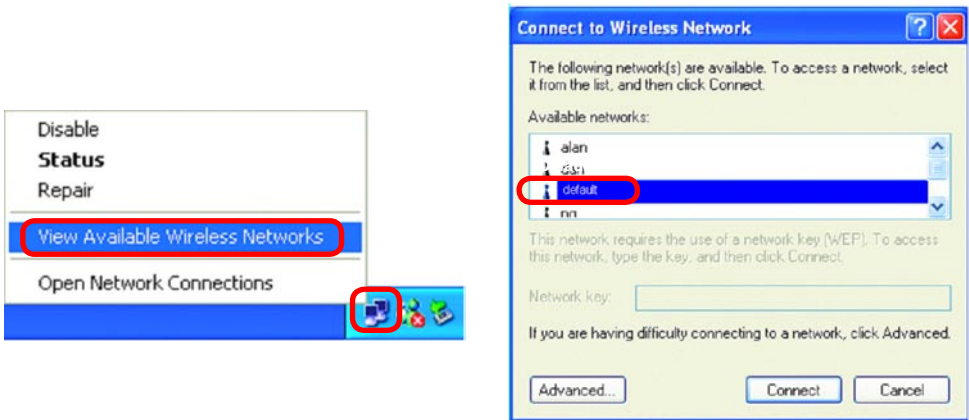 Disable
Status
Repair
View Available Wireless Networks
Open Network Connections
Connect to Wireless Network
The following network(s) are available. To access a network, select
it from the list, and then click Connect.
Available networks:
alan
default
This network requires the use of a network key (WEP). To access
this network, type the key, and then click Connect.
Network key:
If you are having difficulty connecting to a network, click Advanced.
Advanced...
Connect
Cancel